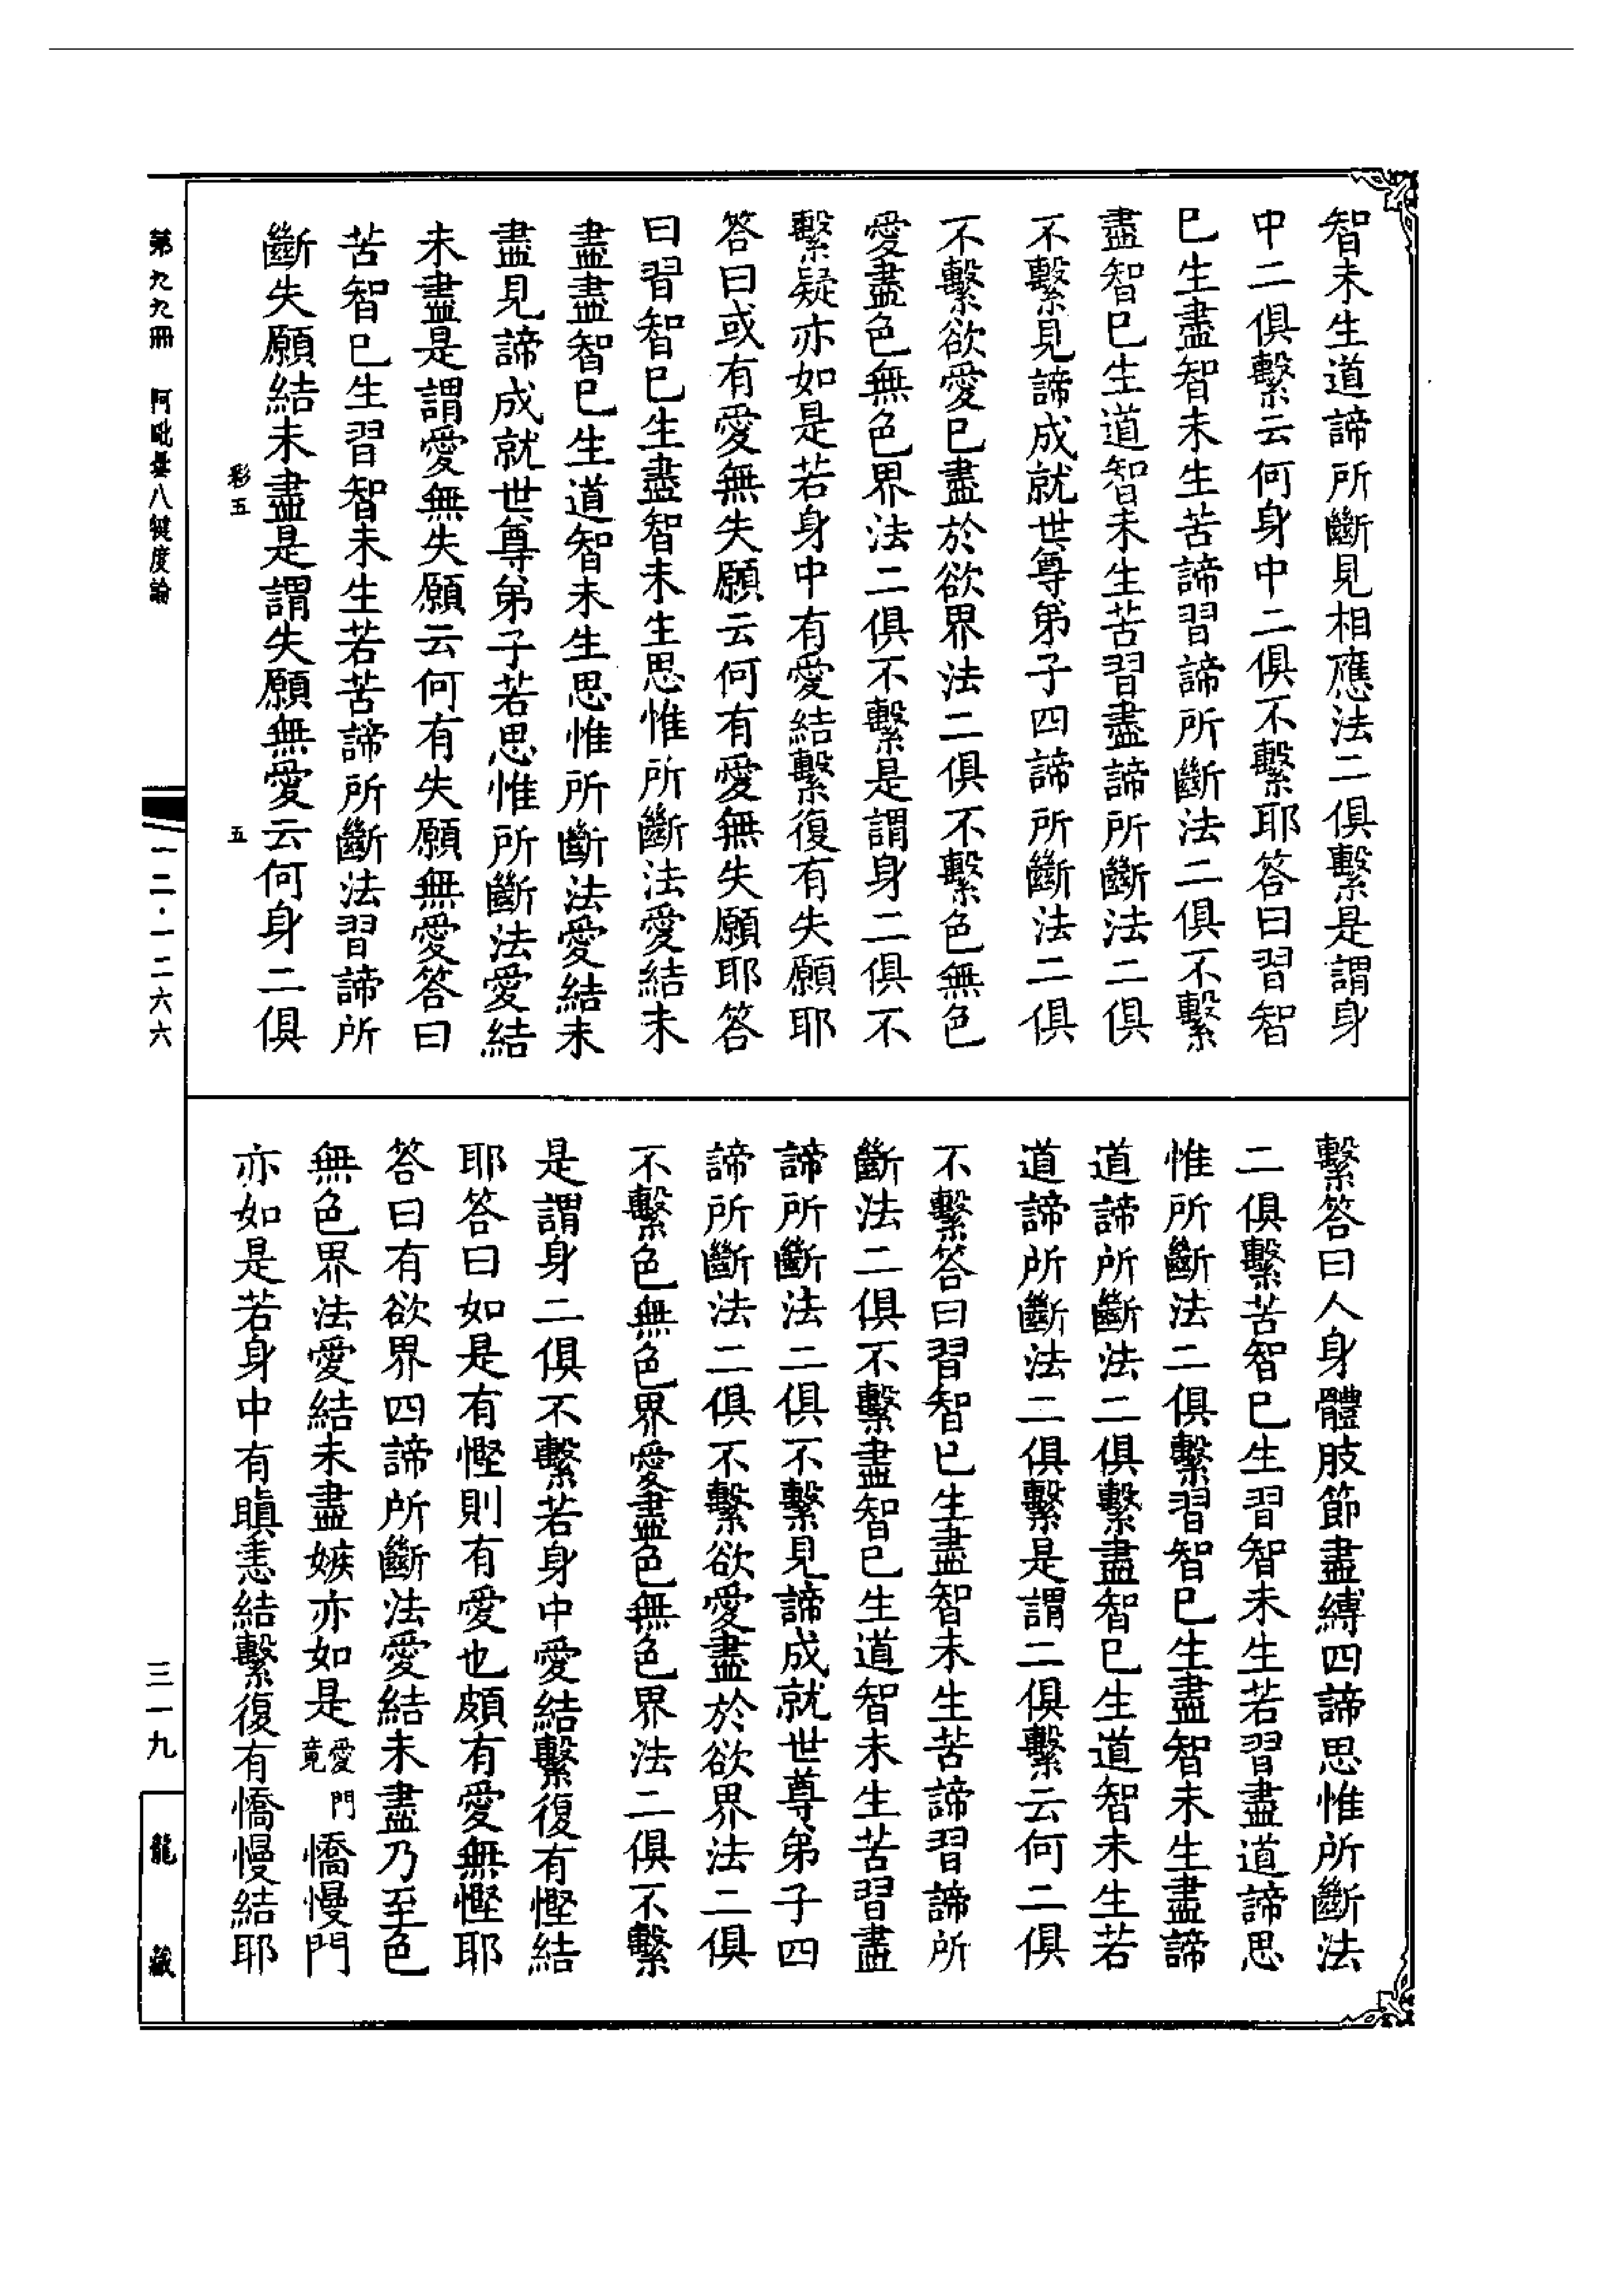 智未生道諦所斷見相應法二俱繫是謂身
中二俱繫云何身中二俱不繫耶答曰習智
已生盡智未生苦諦習諦所斷法二俱不繫
盡智已生道智未生苦習盡諦所斷法二俱
不繫見諦成就世尊弟子四諦所斷法二俱
不繫欲愛已盡於欲界法二俱不繫色無色
愛盡色無色界法二俱不繫是謂身二俱不
繫疑亦如是若身中有愛結繫復有失願耶
答曰或有愛無失願云何有愛無失願耶答
曰習智已生盡智未生思惟所斷法愛結未
盡盡智已生道智未生思惟所斷法愛結未
盡見諦成就世尊弟子若思惟所斷法愛結
未盡是謂愛無失願云何有失願無愛答曰
苦智已生習智未生若苦諦所斷法習諦所
斷失願結未盡是謂失願無愛云何身二俱
繫答曰人身體肢節盡縛四諦思惟所斷法
二俱繫苦智已生習智未生若習盡道諦思
惟所斷法二俱繫習智已生盡智未生盡諦
道諦所斷法二俱繫盡智已生道智未生若
道諦所斷法二俱繫是謂二俱繫云何二俱
不繫答曰習智已生盡智未生苦諦習諦所
斷法二俱不繫盡智已生道智未生苦習盡
諦所斷法二俱不繫見諦成就世尊弟子四
諦所斷法二俱不繫欲愛盡於欲界法二俱
不繫色無色界愛盡色無色界法二俱不繫
是謂身二俱不繫若身中愛結繫復有慳結
耶答曰如是有慳則有愛也頗有愛無慳耶
答曰有欲界四諦所斷法愛結未盡乃至色
無色界法愛結未盡嫉亦如是愛門竟憍慢門
亦如是若身中有瞋恚結繫復有憍慢結耶
彩五
五
第九九冊 阿毗曇八犍度論
一二·一二六六
三一九
龍藏